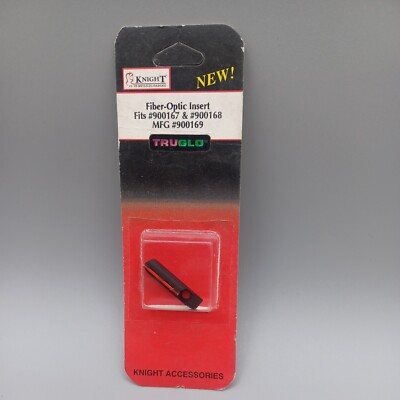 KNIGHT
NEW!
Fiber-Optic Insert
Fits #900167 & #900168
MFG #900169
TRUGLO
KNIGHT ACCESSORIES